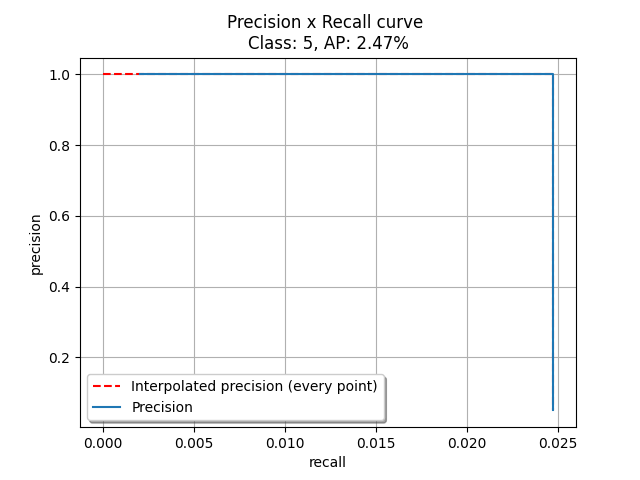 Precision x Recall curve
Class: 5, AP: 2.47%
precision
1.0
0.8
0.6
0.4
0.2
Interpolated precision (every point)
Precision
0.000 0.005 0.010 0.015 0.020 0.025
recall